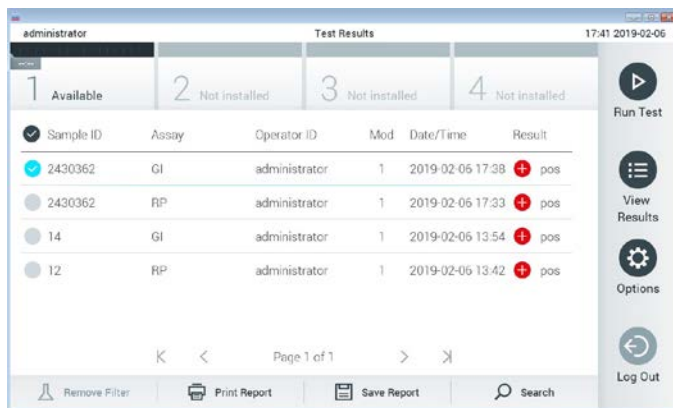 administrator Test Results 17:41 2019-02-06
1 Available 2 Not installed 3 Not installed 4 Not installed
Run Test
Sample ID Assay Operator ID Mod Date/Time Result
2430362 GI administrator 1 2019-02-06 17:38 pos
2430362 RP administrator 1 2019-02-06 17:33 pos
View
Results
14 GI administrator 1 2019-02-06 13:54 pos
12 RP administrator 1 2019-02-06 13:42 pos
Options
Page 1 of 1
Log Out
Remove Filter Print Report Save Report Search